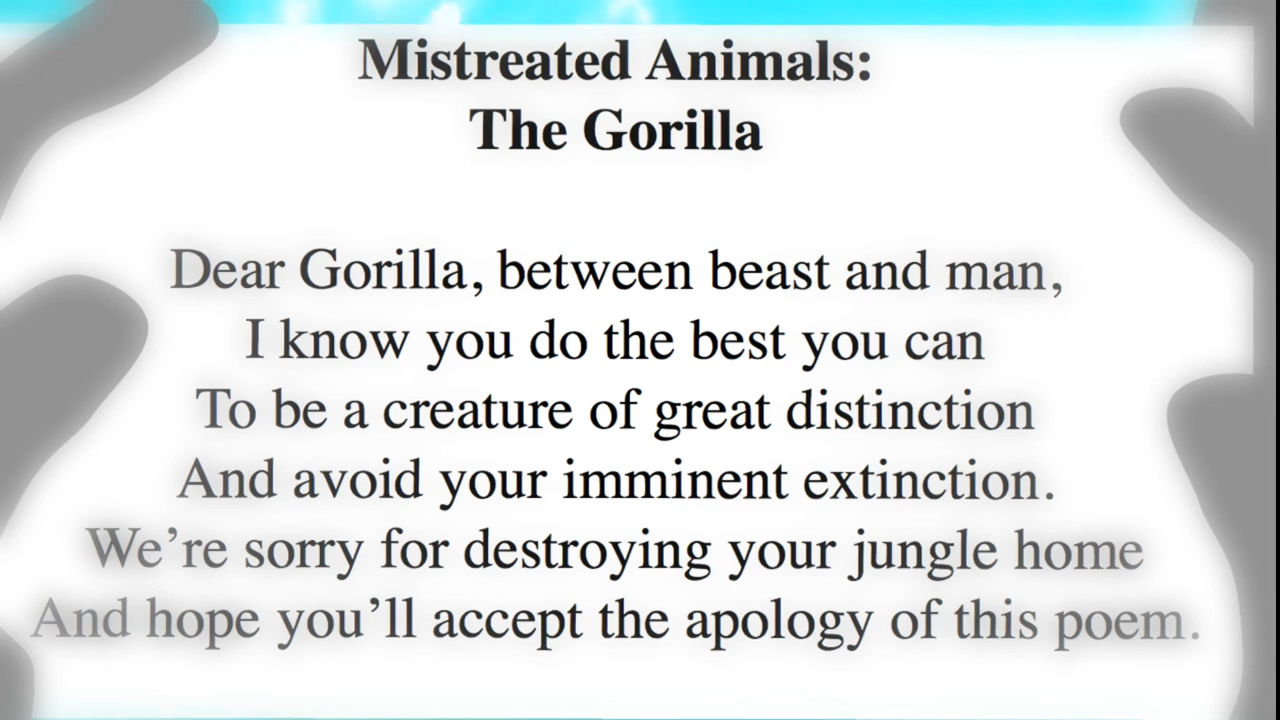 Mistreated Animals:
The Gorilla
Dear Gorilla, between beast and man,
I know you do the best you can
To be a creature of great distinction
And avoid your imminent extinction.
We’re sorry for destroying your jungle home
And hope you’ll accept the apology of this poem.